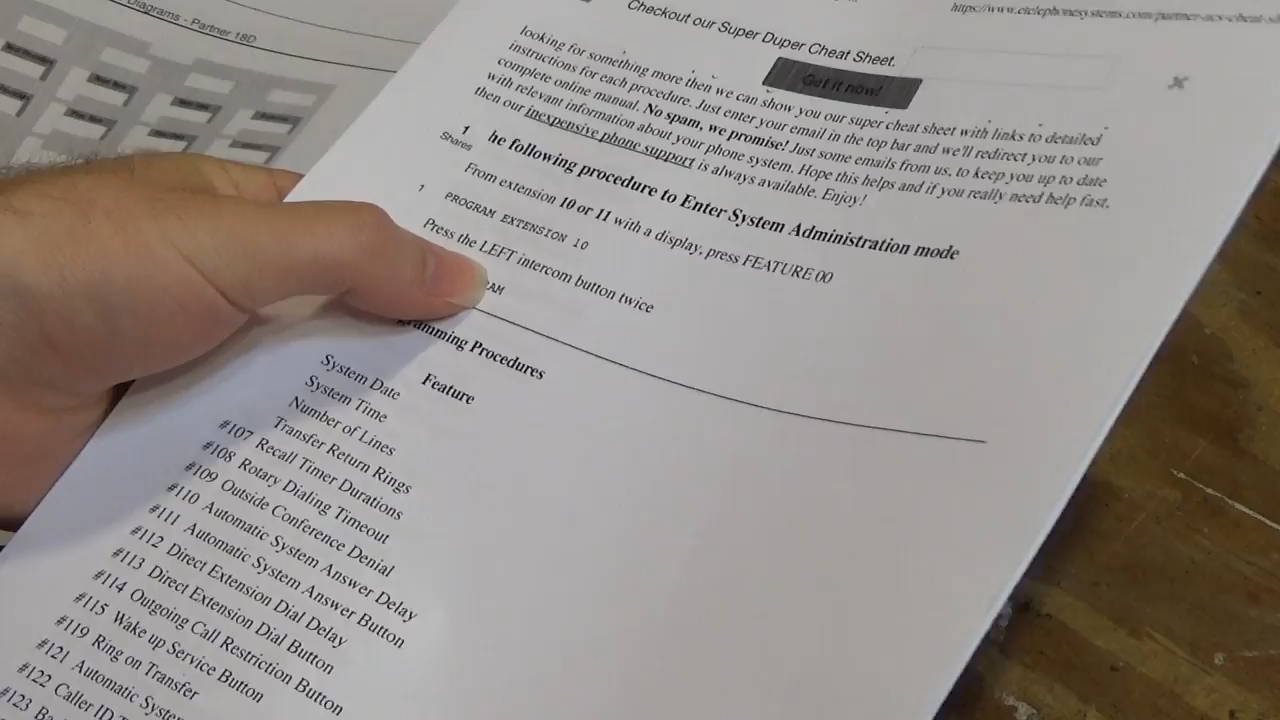 Diagrams - Partner 18D
https://www.etelephonesystems.com/partner-acs-cheat-s
Checkout our Super Duper Cheat Sheet.
Get it now!
looking for something more then we can show you our super cheat sheet with links to detailed
instructions for each procedure. Just enter your email in the top bar and we'll redirect you to our
complete online manual. No spam, we promise! Just some emails from us, to keep you up to date
with relevant information about your phone system. Hope this helps and if you really need help fast,
then our inexpensive phone support is always available. Enjoy!
1
Shares
he following procedure to Enter System Administration mode
From extension 10 or 11 with a display, press FEATURE 00
1
PROGRAM EXTENSION 10
Press the LEFT intercom button twice
RAM
gramming Procedures
Feature
System Date
System Time
Number of Lines
Transfer Return Rings
#107 Recall Timer Durations
#108 Rotary Dialing Timeout
#109 Outside Conference Denial
#110 Automatic System Answer Delay
#111 Automatic System Answer Button
#112 Direct Extension Dial Delay
#113 Direct Extension Dial Button
#114 Outgoing Call Restriction Button
#115 Wake up Service Button
#119 Ring on Transfer
#121 Automatic Syste
#122 Caller ID T
#123 Ba